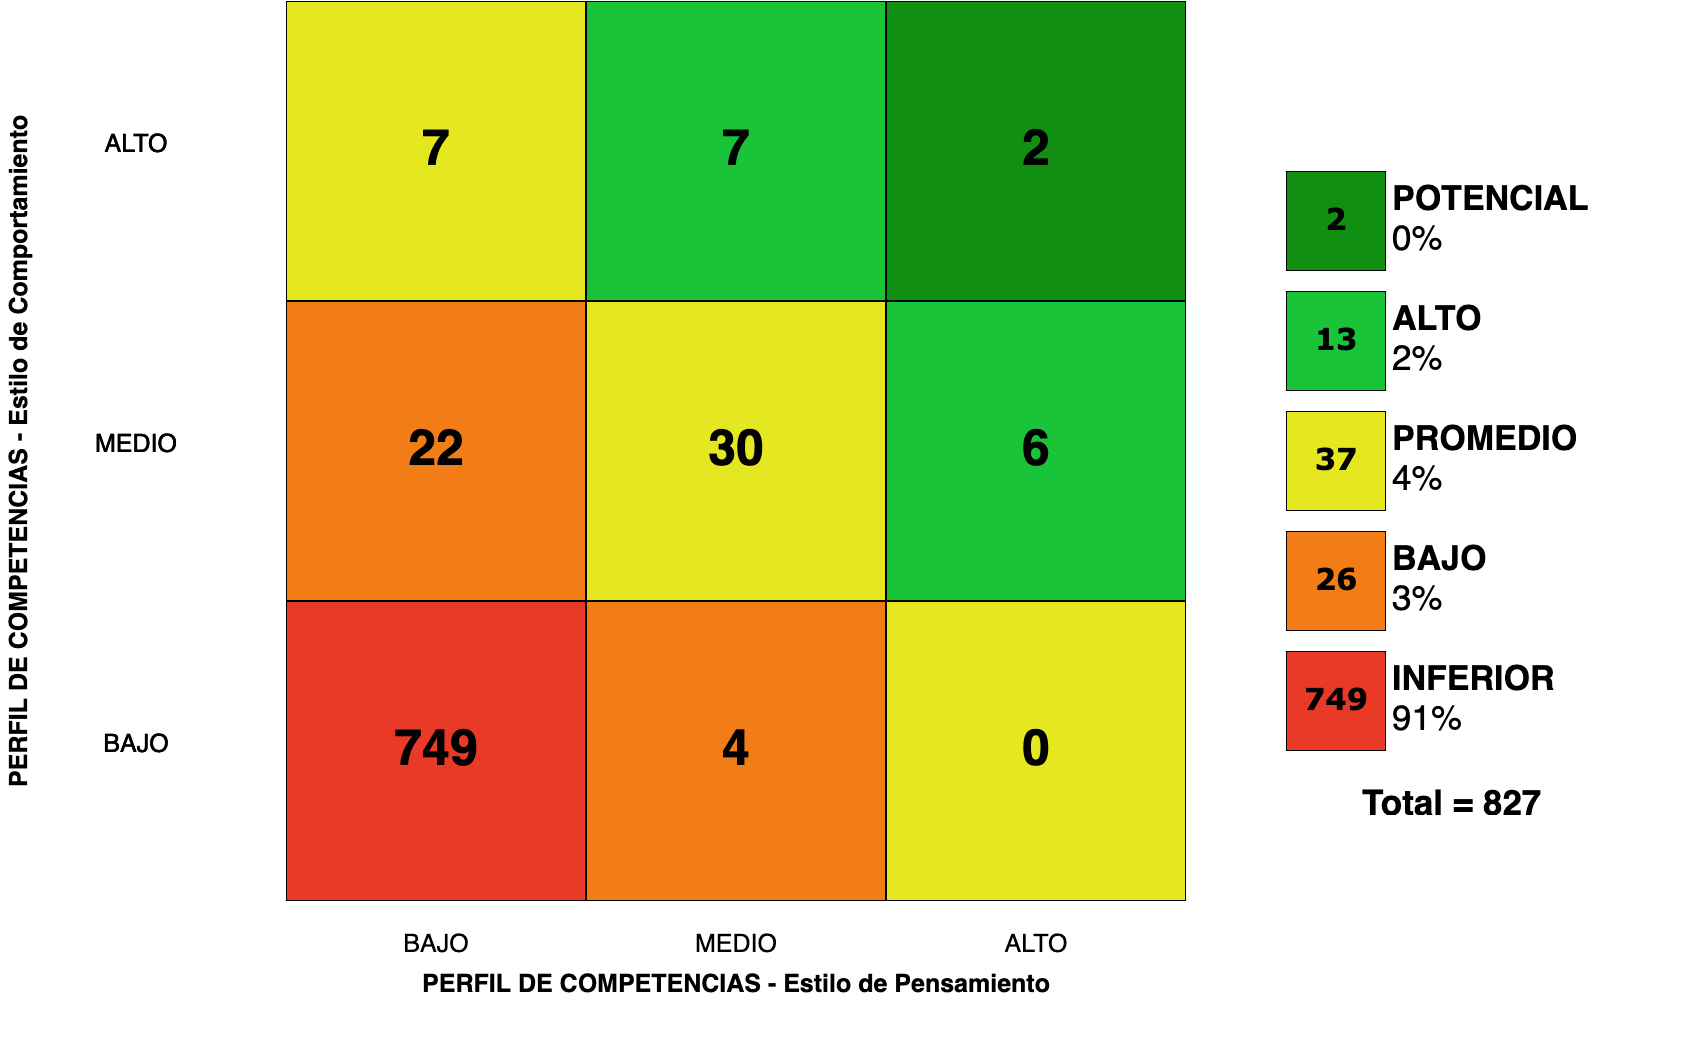 PERFIL DE COMPETENCIAS - Estilo de Comportamiento
ALTO
7
7
2
MEDIO
22
30
6
BAJO
749
4
0
BAJO
MEDIO
ALTO
PERFIL DE COMPETENCIAS - Estilo de Pensamiento
2
POTENCIAL
0%
13
ALTO
2%
37
PROMEDIO
4%
26
BAJO
3%
749
INFERIOR
91%
Total = 827